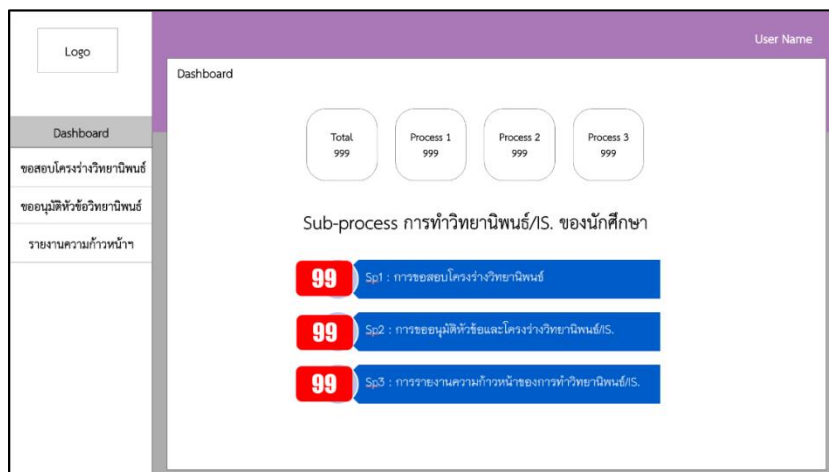 Logo
User Name
Dashboard
Dashboard
ขอสอบโครงร่างวิทยานิพนธ์
ขออนุมัติหัวข้อวิทยานิพนธ์
รายงานความก้าวหน้าฯ
Total
999
Process 1
999
Process 2
999
Process 3
999
Sub-process การทำวิทยานิพนธ์/IS. ของนักศึกษา
99 Sp1 : การขอสอบโครงร่างวิทยานิพนธ์
99 Sp2 : การขออนุมัติหัวข้อและโครงร่างวิทยานิพนธ์/IS.
99 Sp3 : การรายงานความก้าวหน้าของการทำวิทยานิพนธ์/IS.